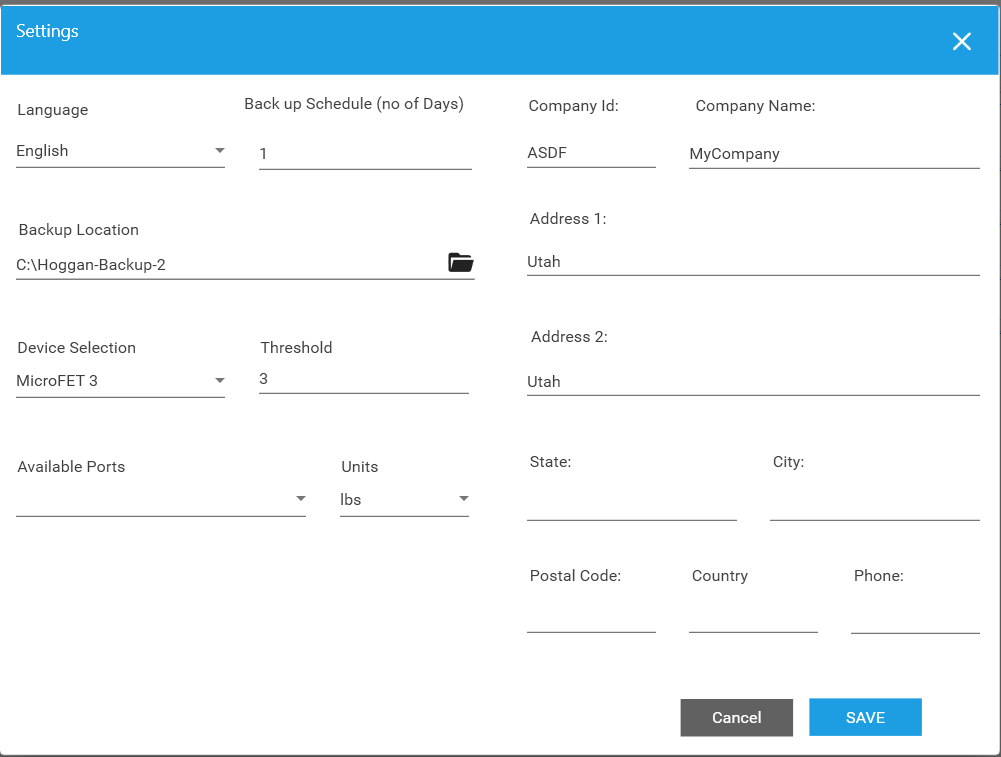 Settings
Language
Back up Schedule (no of Days)
English
1
Backup Location
C:\Hoggan-Backup-2
Device Selection
Threshold
MicroFET 3
3
Available Ports
Units
lbs
Company Id:
Company Name:
ASDF
MyCompany
Address 1:
Utah
Address 2:
Utah
State:
City:
Postal Code:
Country
Phone:
Cancel
SAVE